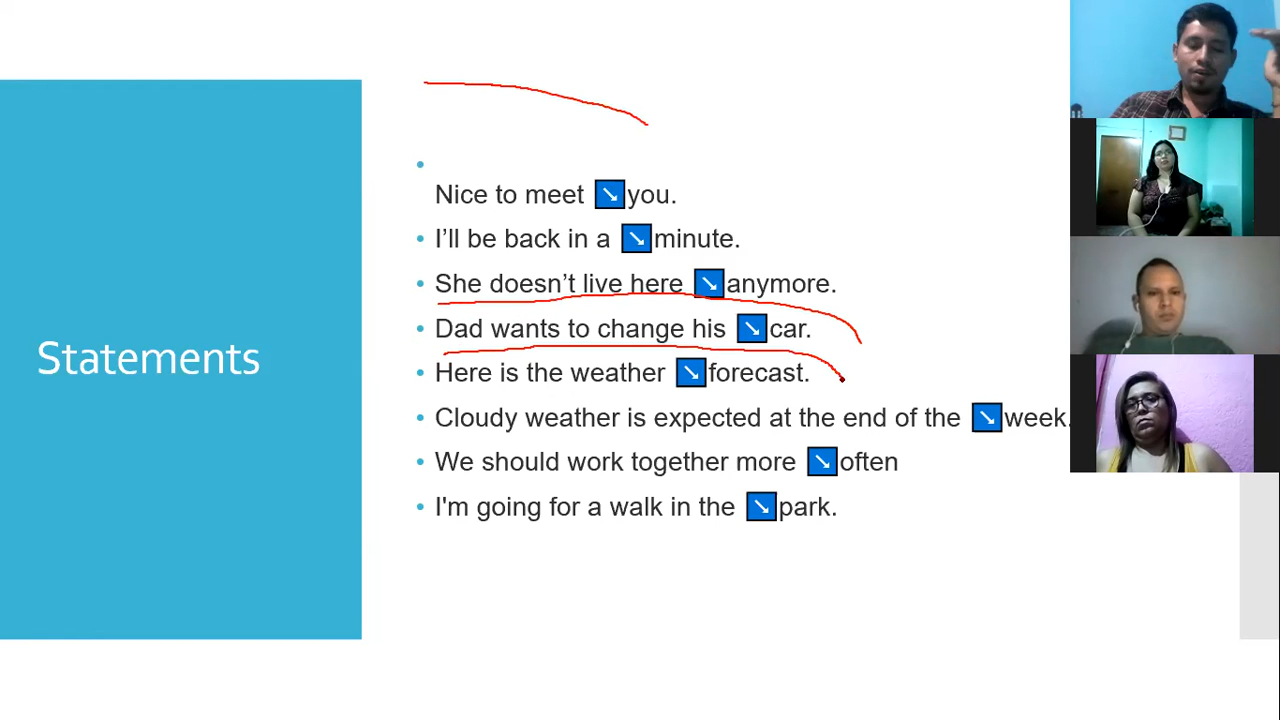 Statements
Nice to meet ↘you.
I’ll be back in a ↘minute.
She doesn’t live here ↘anymore.
Dad wants to change his ↘car.
Here is the weather ↘forecast.
Cloudy weather is expected at the end of the ↘week.
We should work together more ↘often
I'm going for a walk in the ↘park.